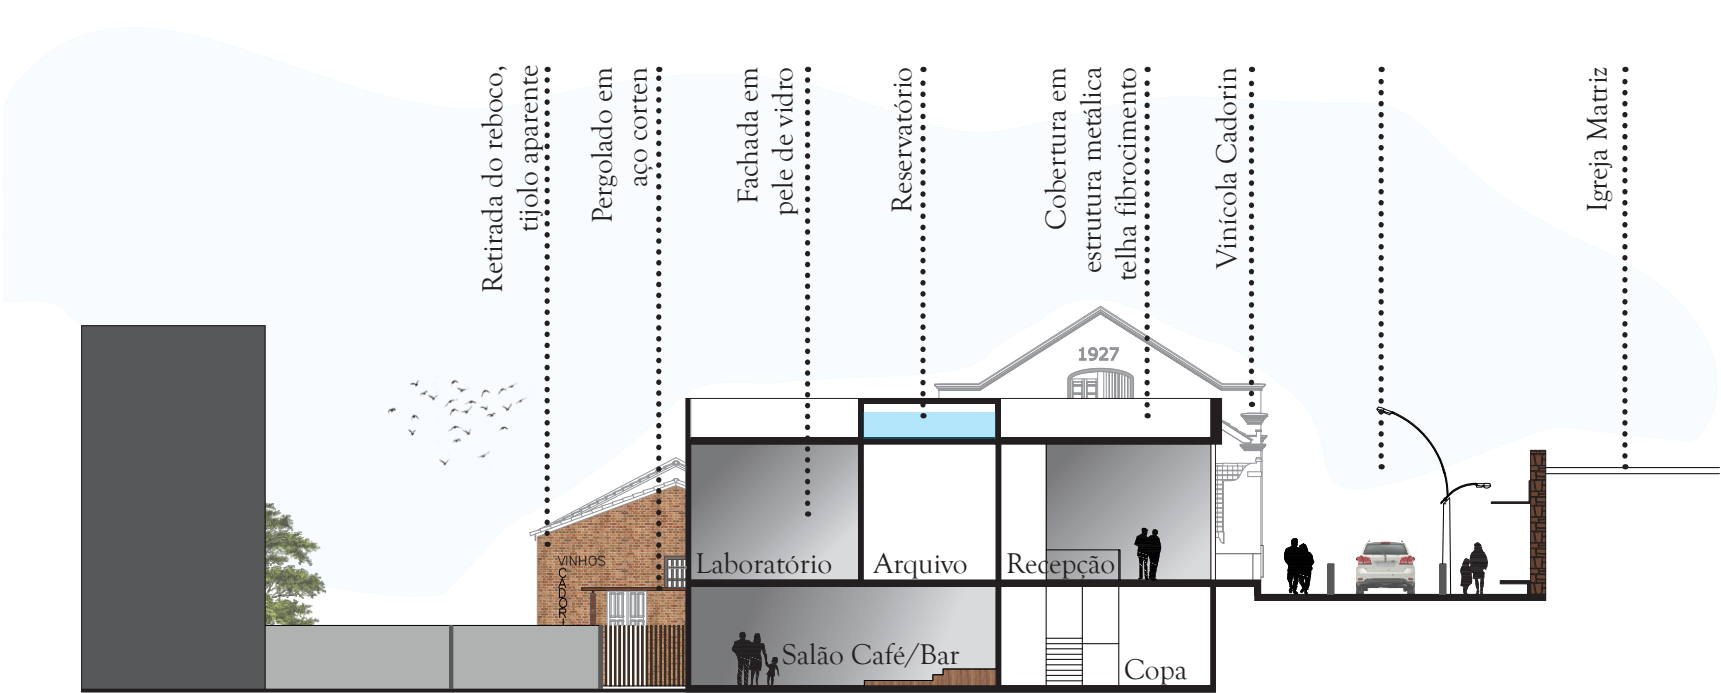 Retirada do reboco,
tijolo aparente
Pergolado em
aço corten
Fachada em
pele de vidro
Reservatório
Cobertura em
estrutura metálica
telha fibrocimento
Vinícola Cadorin
Igreja Matriz
1927
VINHOS
CADORI
Laboratório
Arquivo
Recepção
Salão Café/Bar
Copa